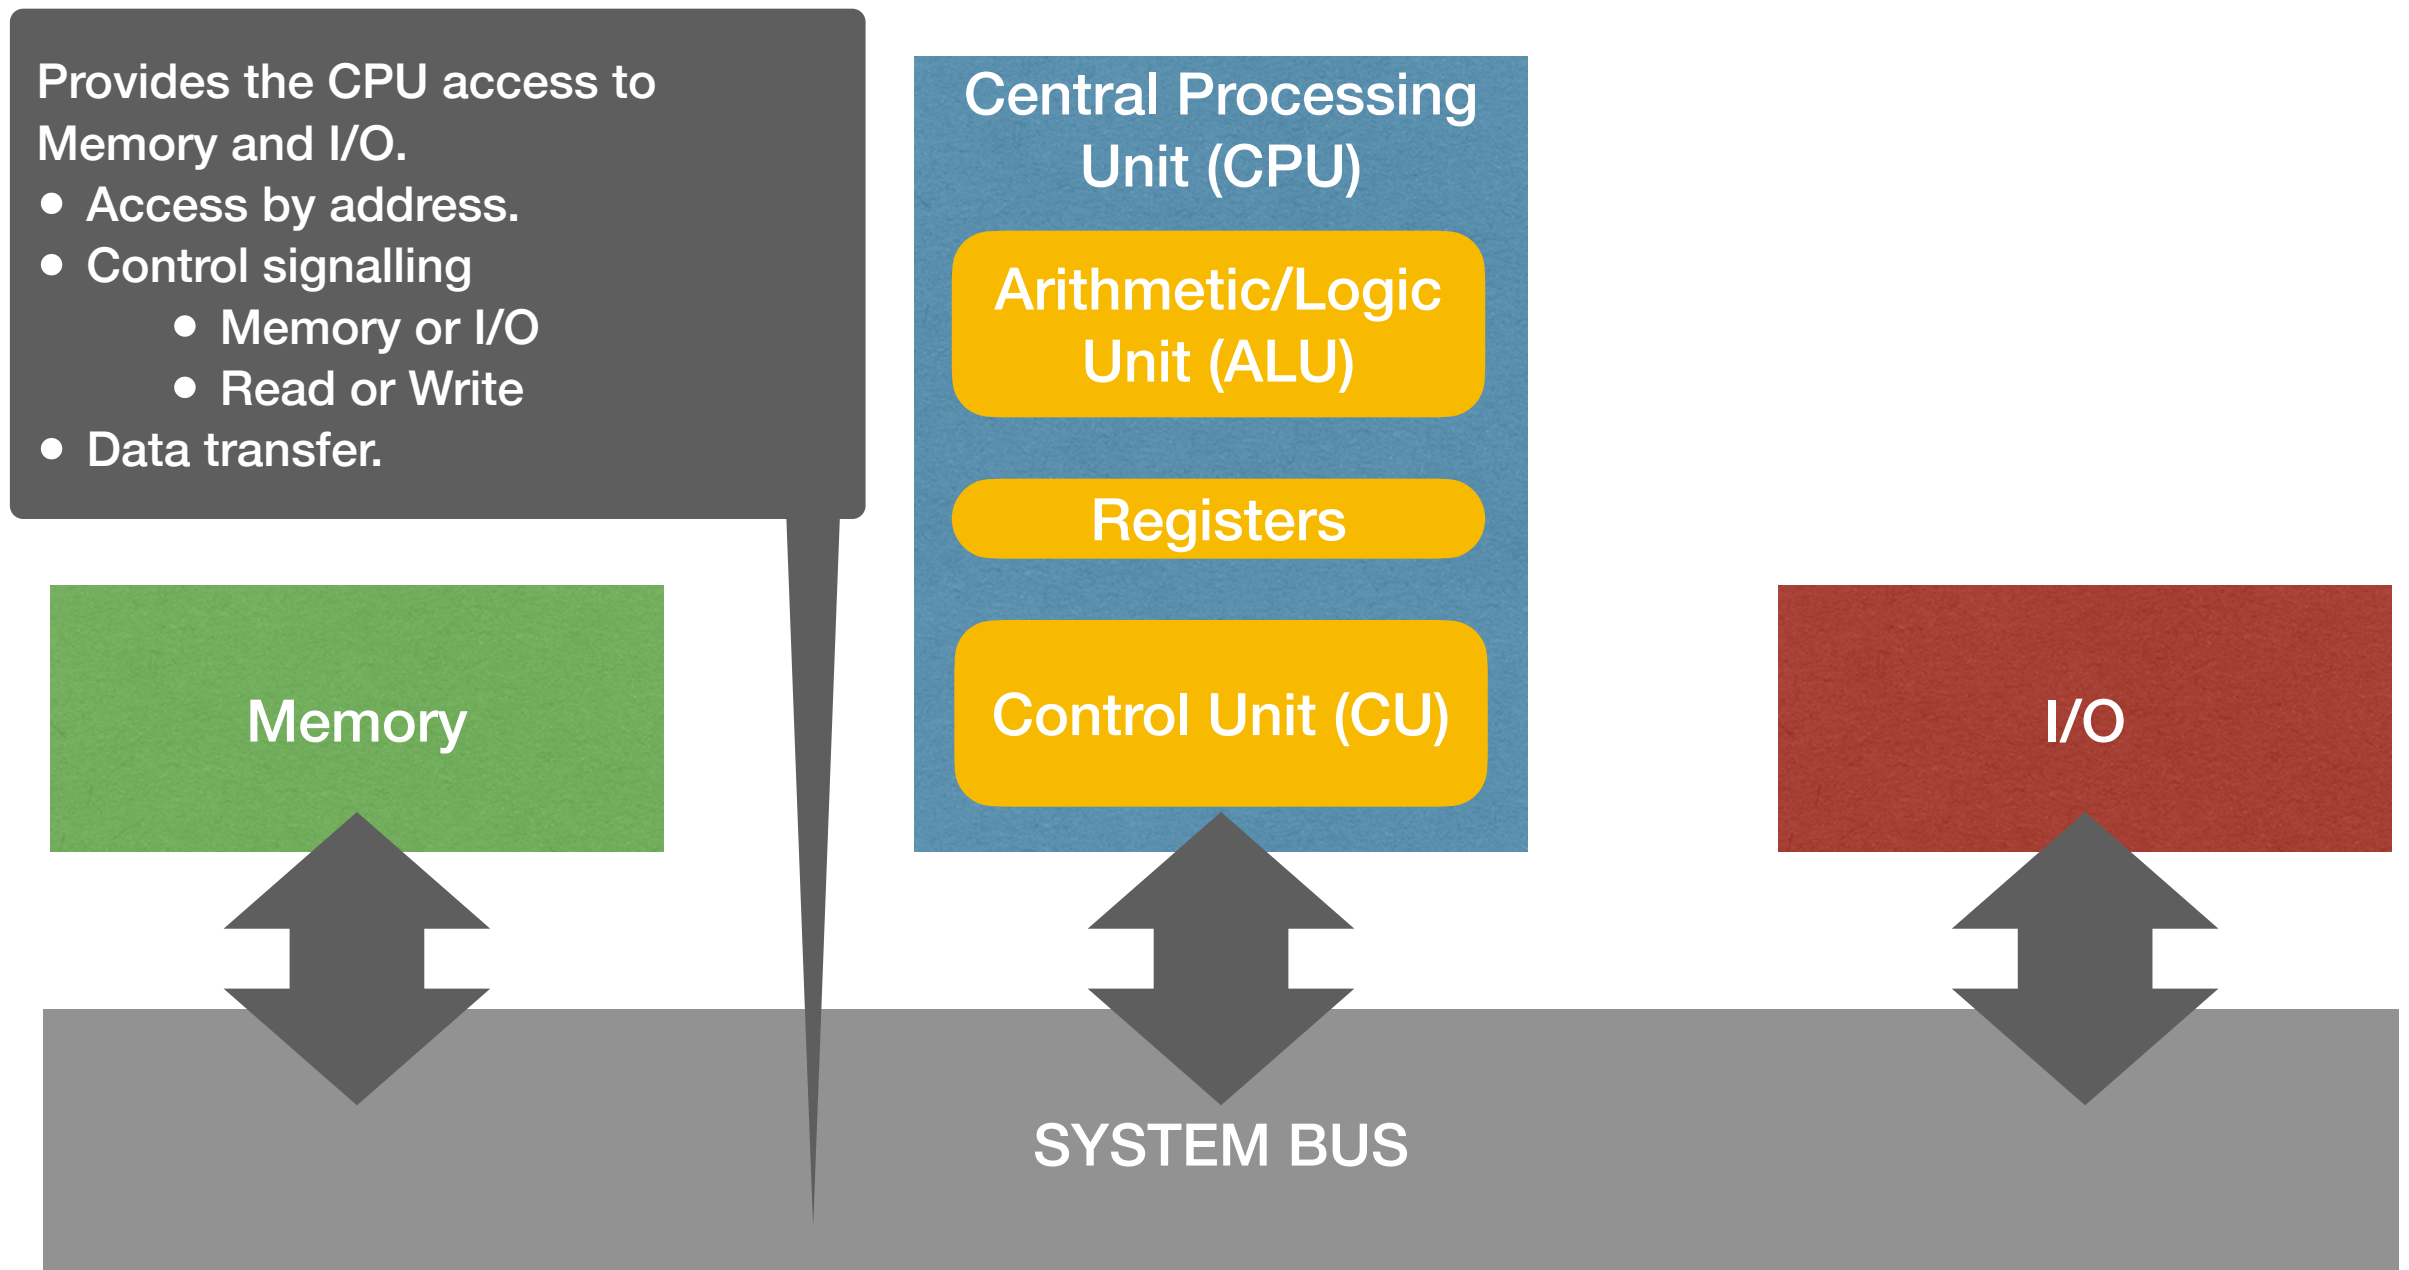 Provides the CPU access to
Memory and I/O.
• Access by address.
• Control signalling
• Memory or I/O
• Read or Write
• Data transfer.
Central Processing
Unit (CPU)
Arithmetic/Logic
Unit (ALU)
Registers
Control Unit (CU)
Memory
I/O
SYSTEM BUS